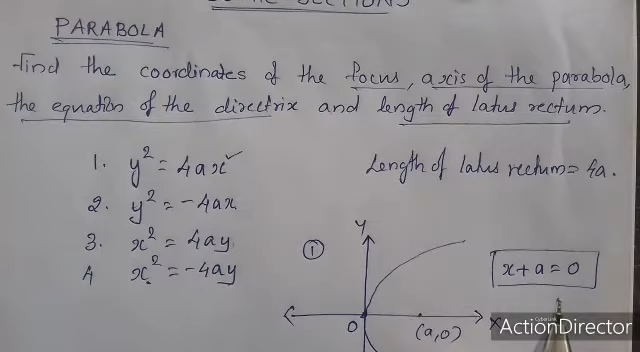 PARABOLA
Find the coordinates of the focus, axis of the parabola,
the equation of the directrix and length of latus rectum.
1. y² = 4ax ✓
Length of latus rectum = 4a.
2. y² = -4ax
3. x² = 4ay
4 x² = -4ay
Y
①
x+a=0
O
(a,0)
X
CyberLink
ActionDirector